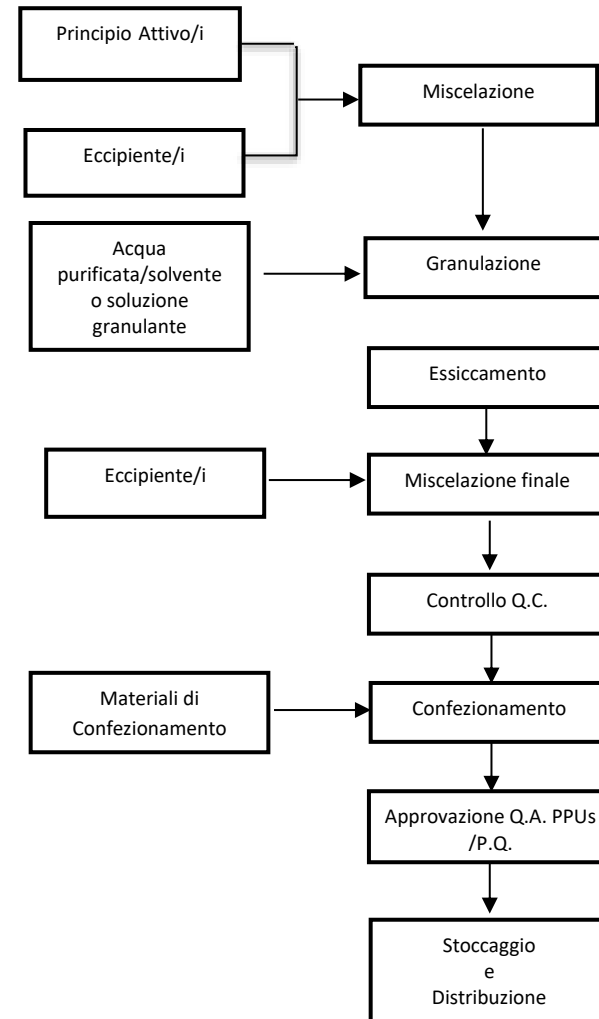 Principio Attivo/i
Miscelazione
Eccipiente/i
Acqua
purificata/solvente
o soluzione
granulante
Granulazione
Essiccamento
Eccipiente/i
Miscelazione finale
Controllo Q.C.
Materiali di
Confezionamento
Confezionamento
Approvazione Q.A. PPUs
/P.Q.
Stoccaggio
e
Distribuzione